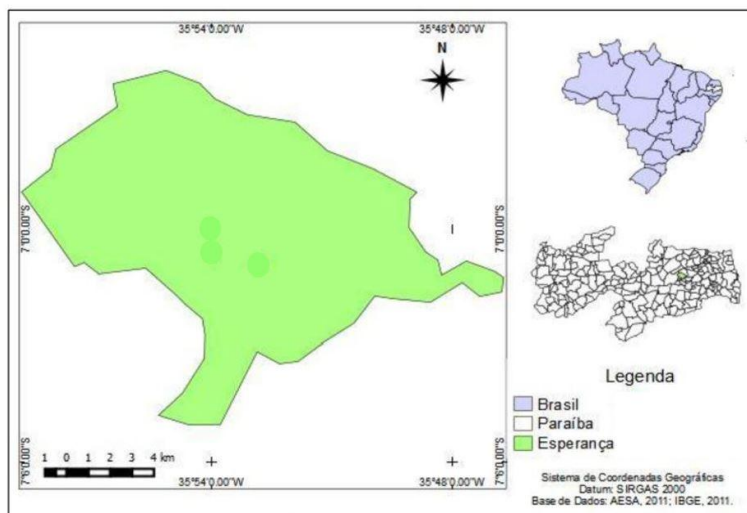 35°54'0.00"W
35°48'0.00"W
N
7°0'0.00"S
7°0'0.00"S
7°6'0.00"S
7°6'0.00"S
1 0 1 2 3 4 km
35°54'0.00"W
35°48'0.00"W
Legenda
Brasil
Paraíba
Esperança
Sistema de Coordenadas Geográficas
Datum: SIRGAS 2000
Base de Dados: AESA, 2011; IBGE, 2011.